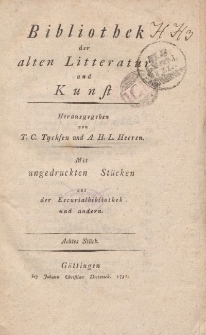 Bibliothek
der
alten Litteratur
und
Kunst
Herausgegeben
von
T. C. Tychsen und A. H. L. Heeren.
Mit
ungedruckten Stücken
aus
der Escurialbibliothek
und andern.
Achtes Stück.
Göttingen
bey Johann Christian Dieterich. 1791.